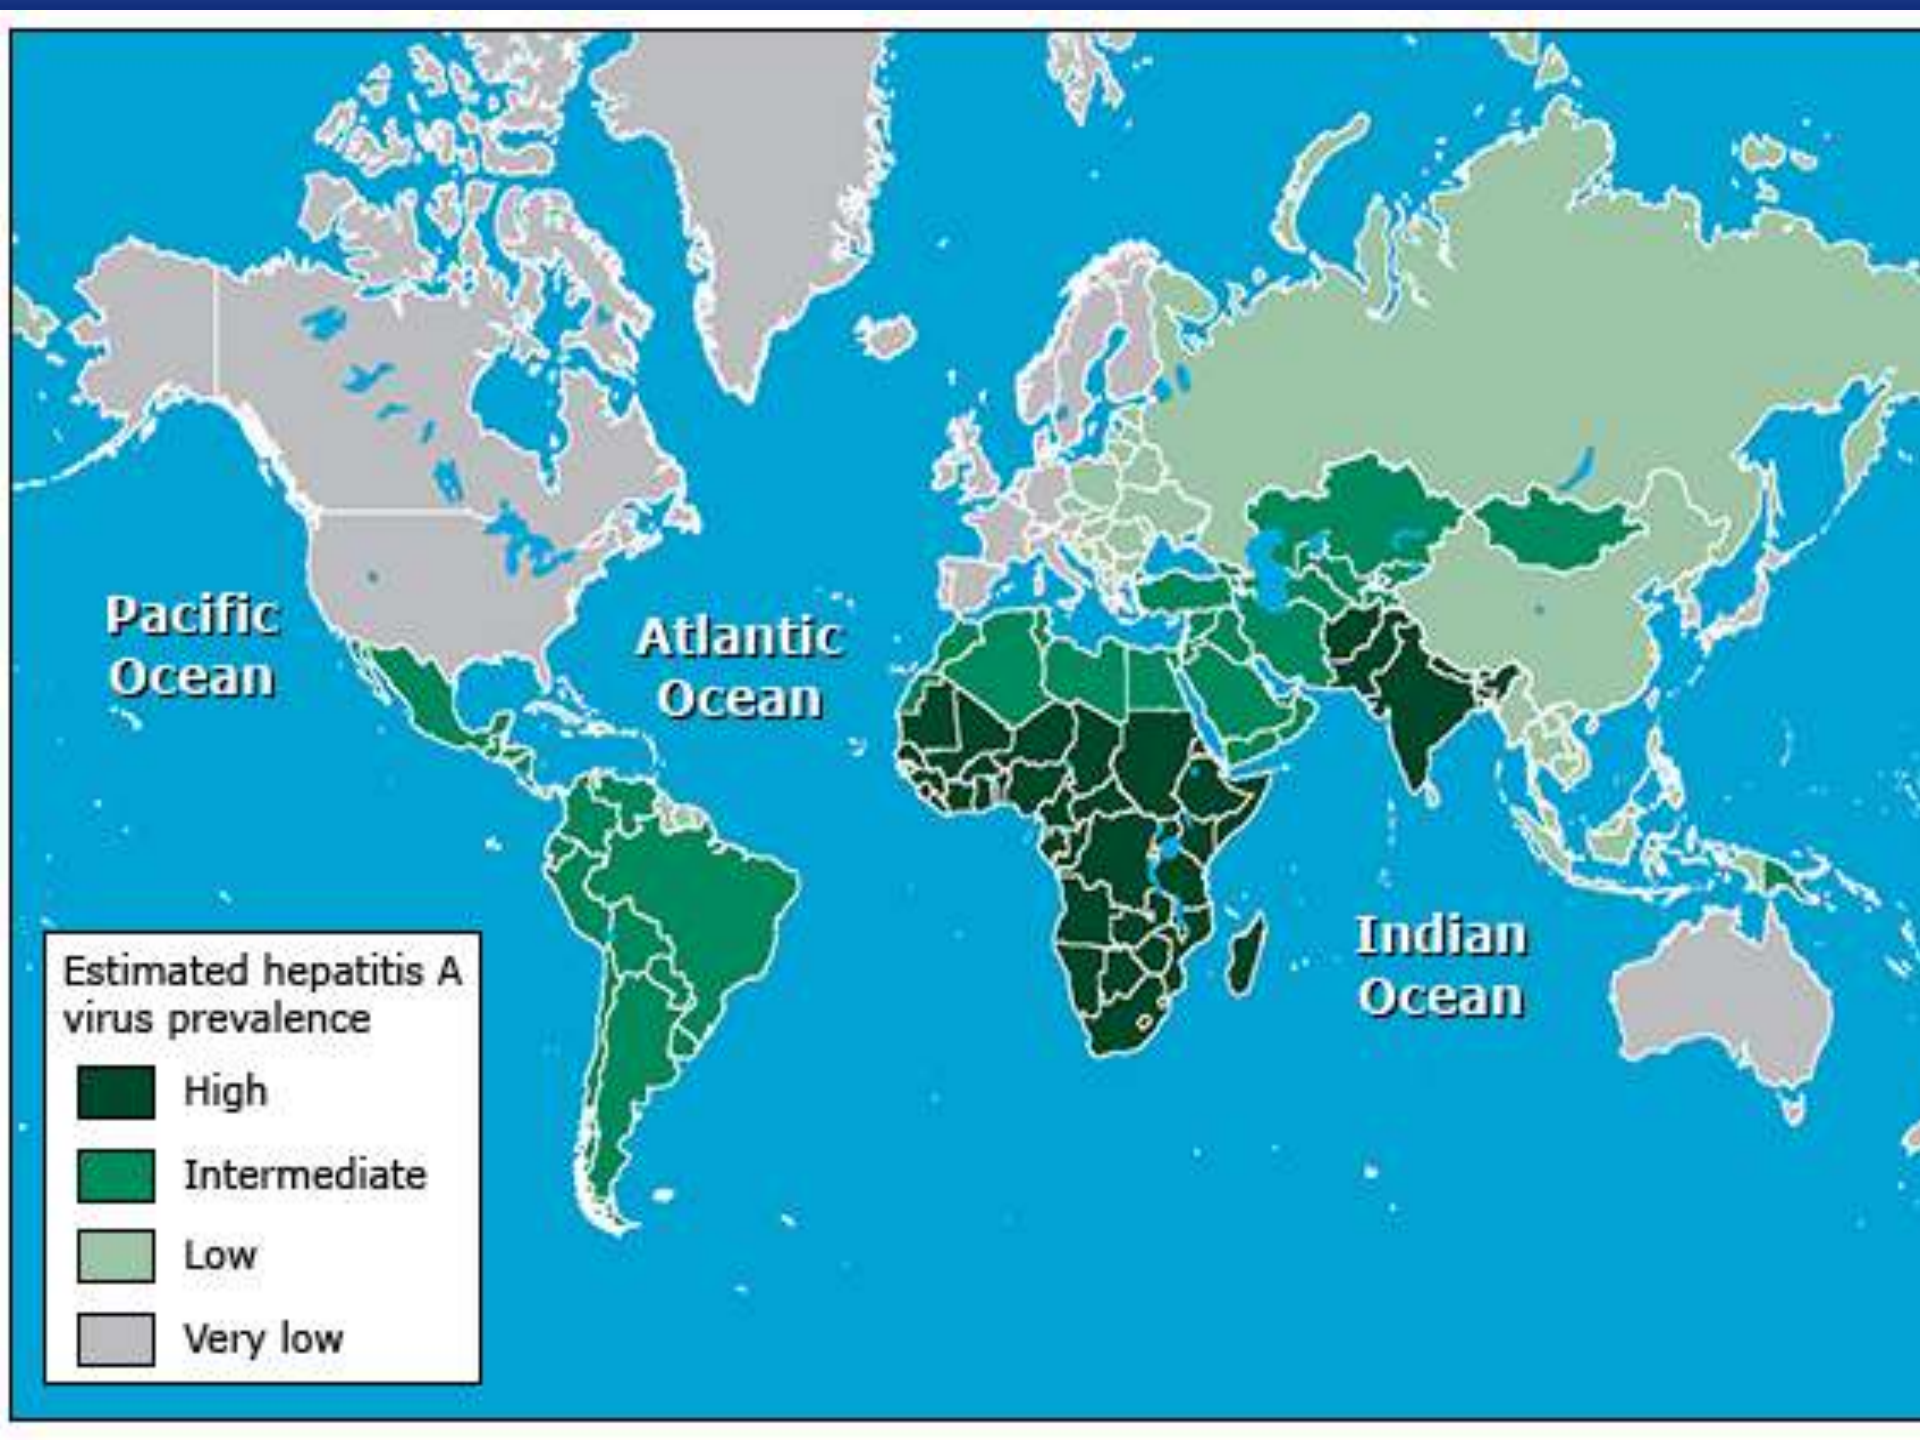 Pacific
Ocean
Atlantic
Ocean
Indian
Ocean
Estimated hepatitis A
virus prevalence
High
Intermediate
Low
Very low